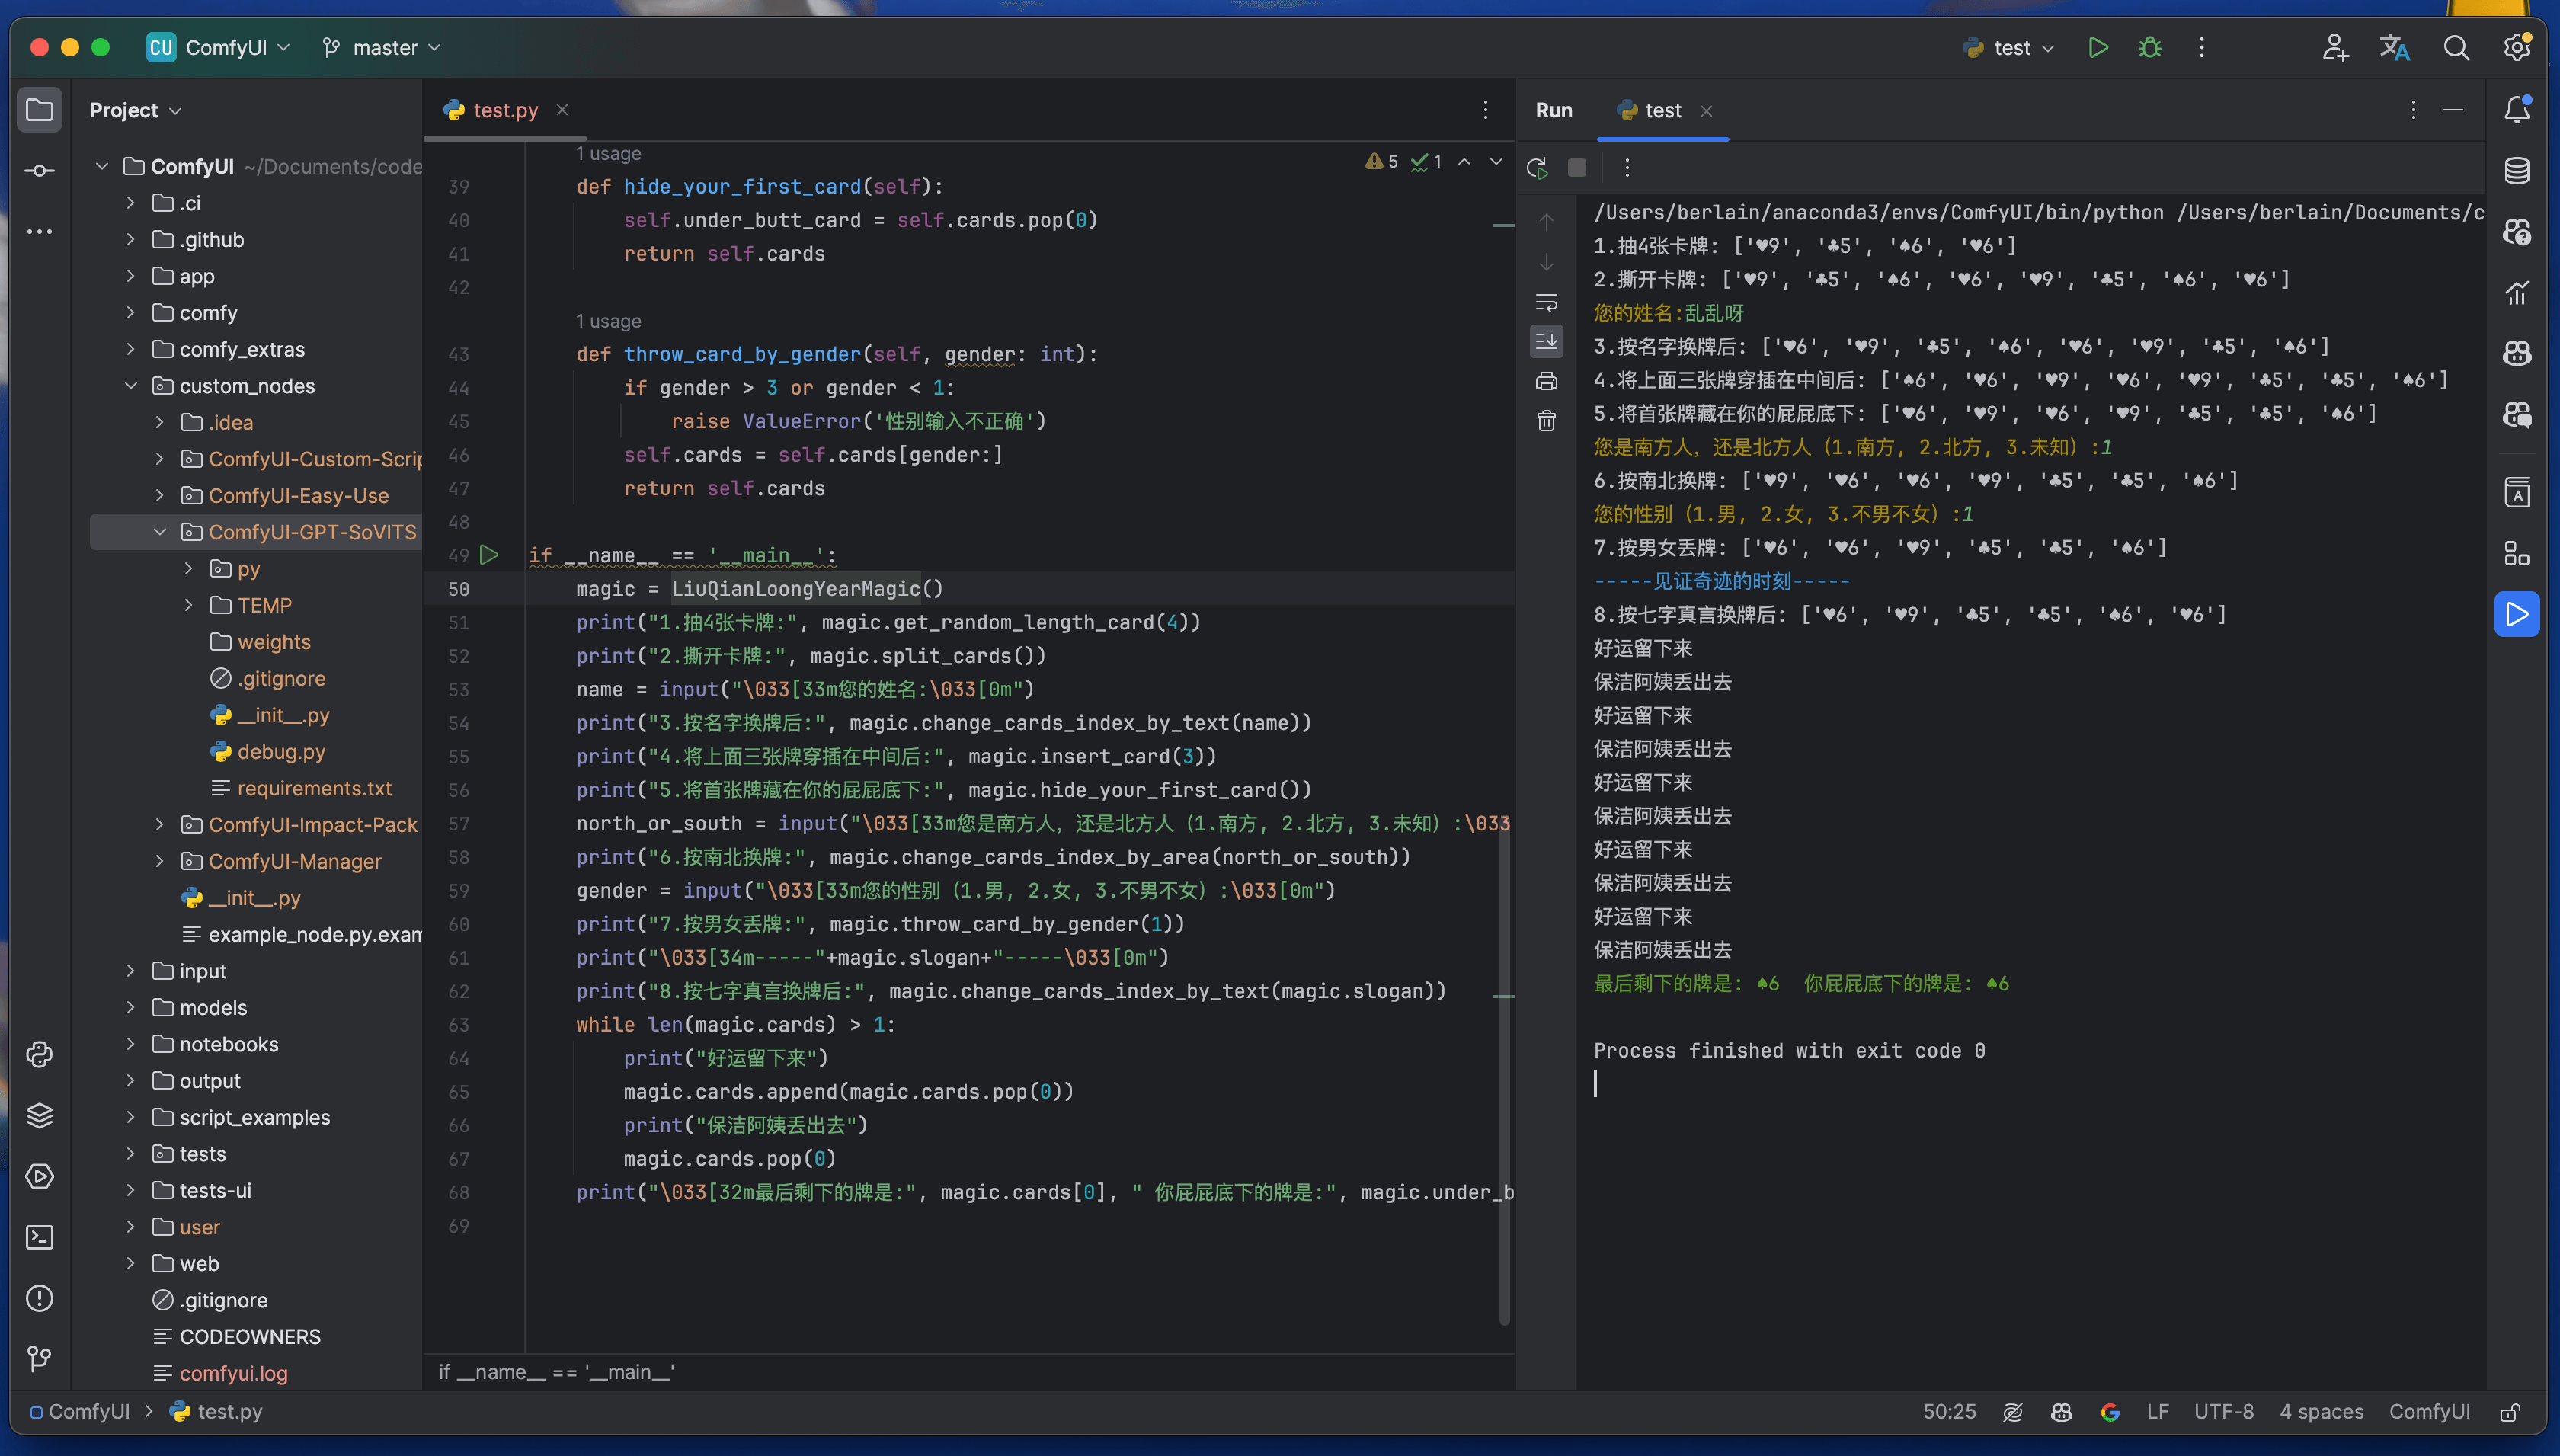 CU ComfyUI master test
Project
ComfyUI ~/Documents/code
.ci
.github
app
comfy
comfy_extras
custom_nodes
.idea
ComfyUI-Custom-Scrip
ComfyUI-Easy-Use
ComfyUI-GPT-SoVITS
py
TEMP
weights
.gitignore
__init__.py
debug.py
requirements.txt
ComfyUI-Impact-Pack
ComfyUI-Manager
__init__.py
example_node.py.exam
input
models
notebooks
output
script_examples
tests
tests-ui
user
web
.gitignore
CODEOWNERS
comfyui.log
test.py
5 1
1 usage
39 def hide_your_first_card(self):
40 self.under_butt_card = self.cards.pop(0)
41 return self.cards
42
1 usage
43 def throw_card_by_gender(self, gender: int):
44 if gender > 3 or gender < 1:
45 raise ValueError('性别输入不正确')
46 self.cards = self.cards[gender:]
47 return self.cards
48
49 if __name__ == '__main__':
50 magic = LiuQianLoongYearMagic()
51 print("1.抽4张卡牌:", magic.get_random_length_card(4))
52 print("2.撕开卡牌:", magic.split_cards())
53 name = input("\033[33m您的姓名:\033[0m")
54 print("3.按名字换牌后:", magic.change_cards_index_by_text(name))
55 print("4.将上面三张牌穿插在中间后:", magic.insert_card(3))
56 print("5.将首张牌藏在你的屁屁底下:", magic.hide_your_first_card())
57 north_or_south = input("\033[33m您是南方人，还是北方人（1.南方, 2.北方, 3.未知）:\033
58 print("6.按南北换牌:", magic.change_cards_index_by_area(north_or_south))
59 gender = input("\033[33m您的性别（1.男, 2.女, 3.不男不女）:\033[0m")
60 print("7.按男女丢牌:", magic.throw_card_by_gender(1))
61 print("\033[34m-----"+magic.slogan+"-----\033[0m")
62 print("8.按七字真言换牌后:", magic.change_cards_index_by_text(magic.slogan))
63 while len(magic.cards) > 1:
64 print("好运留下来")
65 magic.cards.append(magic.cards.pop(0))
66 print("保洁阿姨丢出去")
67 magic.cards.pop(0)
68 print("\033[32m最后剩下的牌是:", magic.cards[0], " 你屁屁底下的牌是:", magic.under_b
69
if __name__ == '__main__'
Run test
/Users/berlain/anaconda3/envs/ComfyUI/bin/python /Users/berlain/Documents/c
1.抽4张卡牌: ['♥9', '♣5', '♠6', '♥6']
2.撕开卡牌: ['♥9', '♣5', '♠6', '♥6', '♥9', '♣5', '♠6', '♥6']
您的姓名:乱乱呀
3.按名字换牌后: ['♥6', '♥9', '♣5', '♠6', '♥6', '♥9', '♣5', '♠6']
4.将上面三张牌穿插在中间后: ['♠6', '♥6', '♥9', '♥6', '♥9', '♣5', '♣5', '♠6']
5.将首张牌藏在你的屁屁底下: ['♥6', '♥9', '♥6', '♥9', '♣5', '♣5', '♠6']
您是南方人，还是北方人（1.南方, 2.北方, 3.未知）:1
6.按南北换牌: ['♥9', '♥6', '♥6', '♥9', '♣5', '♣5', '♠6']
您的性别（1.男, 2.女, 3.不男不女）:1
7.按男女丢牌: ['♥6', '♥6', '♥9', '♣5', '♣5', '♠6']
-----见证奇迹的时刻-----
8.按七字真言换牌后: ['♥6', '♥9', '♣5', '♣5', '♠6', '♥6']
好运留下来
保洁阿姨丢出去
好运留下来
保洁阿姨丢出去
好运留下来
保洁阿姨丢出去
好运留下来
保洁阿姨丢出去
好运留下来
保洁阿姨丢出去
最后剩下的牌是: ♠6 你屁屁底下的牌是: ♠6
Process finished with exit code 0
ComfyUI test.py
50:25 LF UTF-8 4 spaces ComfyUI